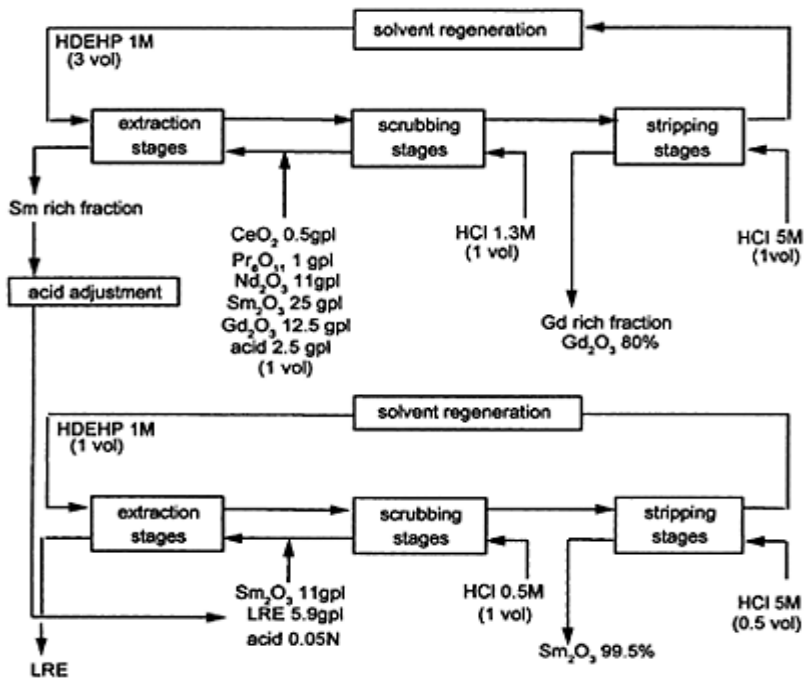 solvent regeneration
HDEHP 1M
(3 vol)
extraction
stages
scrubbing
stages
stripping
stages
Sm rich fraction
acid adjustment
CeO₂ 0.5gpl
Pr₆O₁₁ 1 gpl
Nd₂O₃ 11gpl
Sm₂O₃ 25 gpl
Gd₂O₃ 12.5 gpl
acid 2.5 gpl
(1 vol)
HCl 1.3M
(1 vol)
HCl 5M
(1vol)
Gd rich fraction
Gd₂O₃ 80%
solvent regeneration
HDEHP 1M
(1 vol)
extraction
stages
scrubbing
stages
stripping
stages
Sm₂O₃ 11gpl
LRE 5.9gpl
acid 0.05N
HCl 0.5M
(1 vol)
HCl 5M
(0.5 vol)
Sm₂O₃ 99.5%
LRE